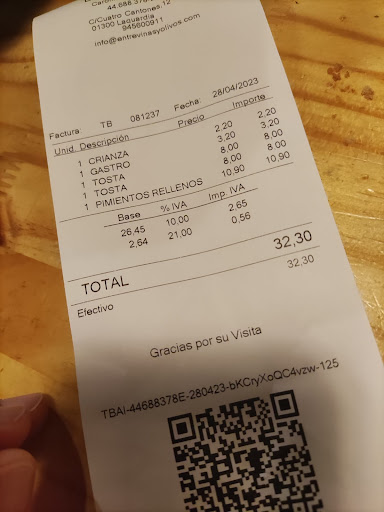 44.688.378
C/Cuatro Cantones,12
01300 Laguardia
945600911
info@entrevinasyolivos.com
Factura TB 081237 Fecha: 28/04/2023
Unid. Descripción Precio Importe
1 CRIANZA 2,20 2,20
1 GASTRO 3,20 3,20
1 TOSTA 8,00 8,00
1 TOSTA 8,00 8,00
1 PIMIENTOS RELLENOS 10,90 10,90
Base % IVA Imp. IVA
26,45 10.00 2.65
2,64 21.00 0,56
TOTAL 32,30
Efectivo 32,30
Gracias por su Visita
TBAI-44688378E-280423-bKCryXoQC4vzw-125